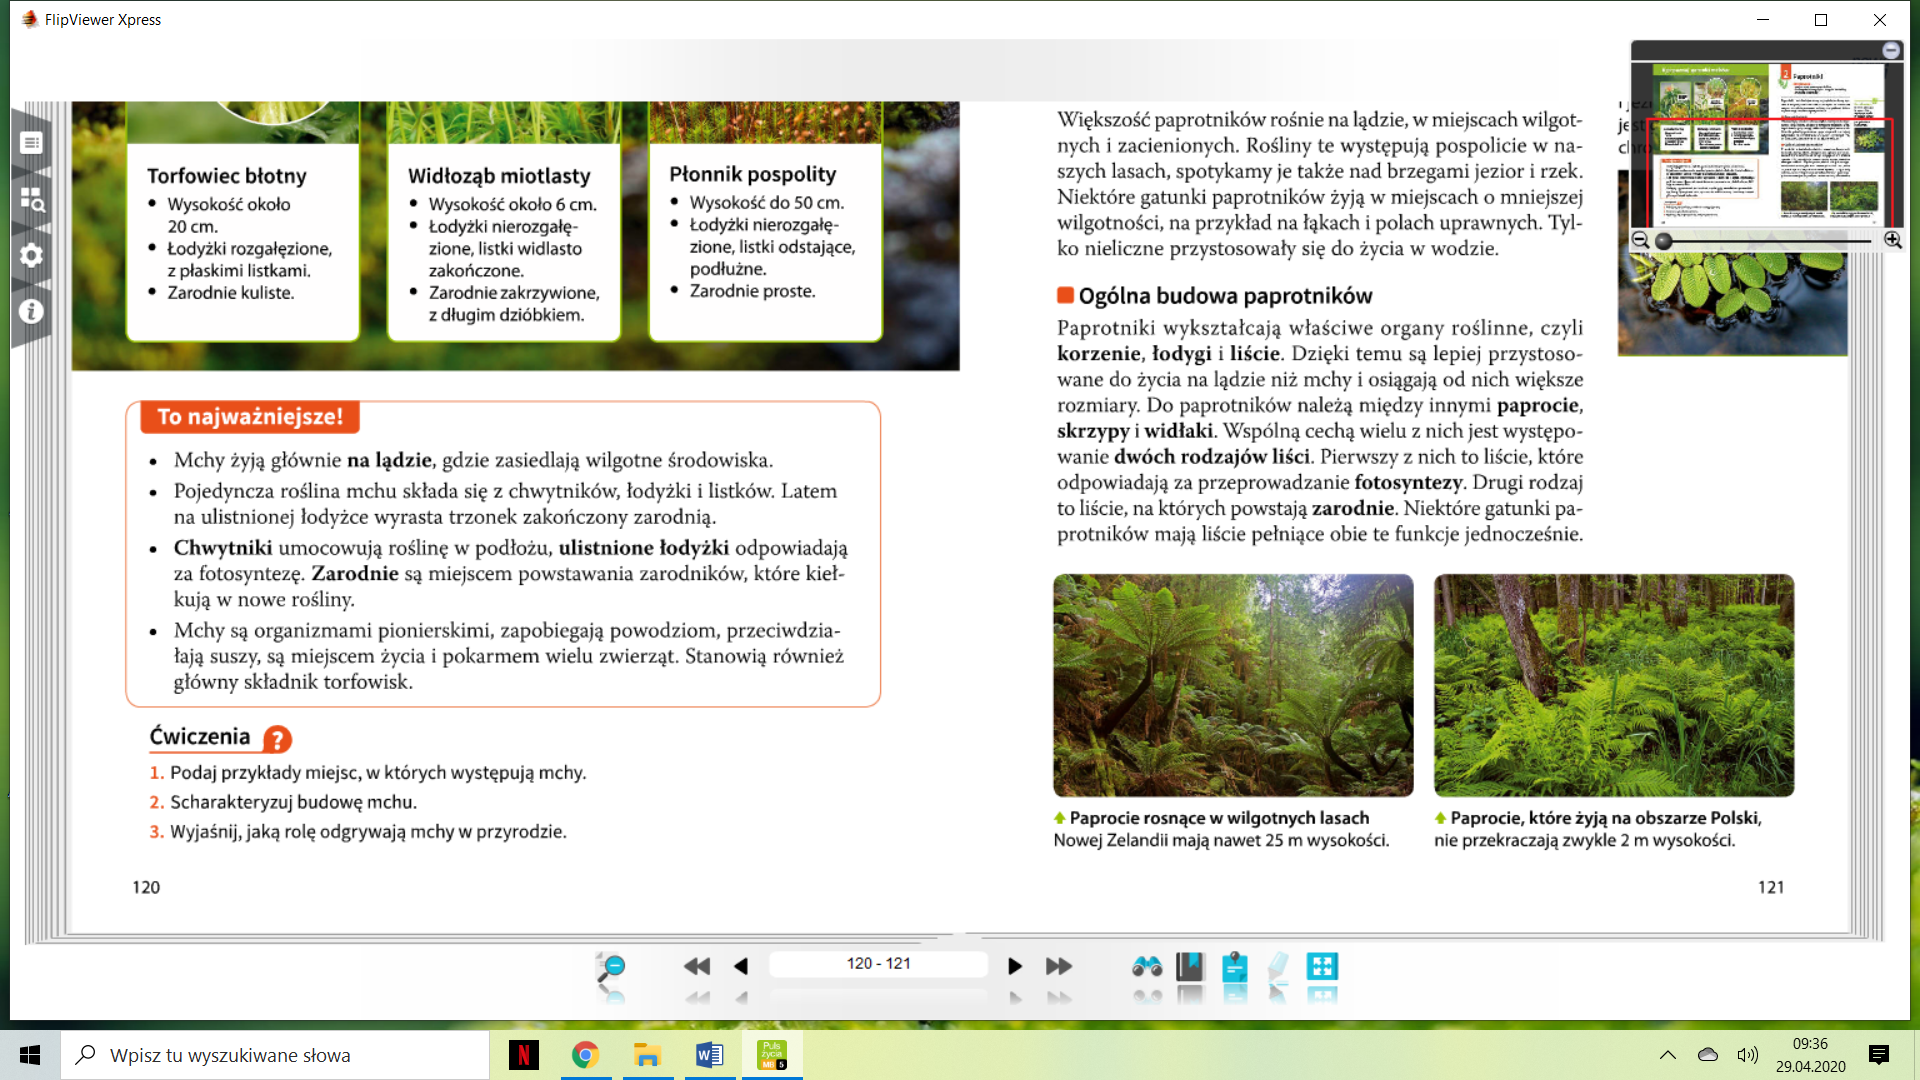 FlipViewer Xpress
Torfowiec błotny
• Wysokość około
20 cm.
• Łodyżki rozgałęzione,
z płaskimi listkami.
• Zarodnie kuliste.
Widłoząb miotlasty
• Wysokość około 6 cm.
• Łodyżki nierozgałę-
zione, listki widlasto
zakończone.
• Zarodnie zakrzywione,
z długim dzióbkiem.
Płonnik pospolity
• Wysokość do 50 cm.
• Łodyżki nierozgałę-
zione, listki odstające,
podłużne.
• Zarodnie proste.
To najważniejsze!
• Mchy żyją głównie na lądzie, gdzie zasiedlają wilgotne środowiska.
• Pojedyncza roślina mchu składa się z chwytników, łodyżki i listków. Latem
na ulistnionej łodyżce wyrasta trzonek zakończony zarodnią.
• Chwytniki umocowują roślinę w podłożu, ulistnione łodyżki odpowiadają
za fotosyntezę. Zarodnie są miejscem powstawania zarodników, które kieł-
kują w nowe rośliny.
• Mchy są organizmami pionierskimi, zapobiegają powodziom, przeciwdzia-
łają suszy, są miejscem życia i pokarmem wielu zwierząt. Stanowią również
główny składnik torfowisk.
Ćwiczenia ?
1. Podaj przykłady miejsc, w których występują mchy.
2. Scharakteryzuj budowę mchu.
3. Wyjaśnij, jaką rolę odgrywają mchy w przyrodzie.
120
Większość paprotników rośnie na lądzie, w miejscach wilgot-
nych i zacienionych. Rośliny te występują pospolicie w na-
szych lasach, spotykamy je także nad brzegami jezior i rzek.
Niektóre gatunki paprotników żyją w miejscach o mniejszej
wilgotności, na przykład na łąkach i polach uprawnych. Tyl-
ko nieliczne przystosowały się do życia w wodzie.
Ogólna budowa paprotników
Paprotniki wykształcają właściwe organy roślinne, czyli
korzenie, łodygi i liście. Dzięki temu są lepiej przystoso-
wane do życia na lądzie niż mchy i osiągają od nich większe
rozmiary. Do paprotników należą między innymi paprocie,
skrzypy i widłaki. Wspólną cechą wielu z nich jest występo-
wanie dwóch rodzajów liści. Pierwszy z nich to liście, które
odpowiadają za przeprowadzanie fotosyntezy. Drugi rodzaj
to liście, na których powstają zarodnie. Niektóre gatunki pa-
protników mają liście pełniące obie te funkcje jednocześnie.
Paprocie rosnące w wilgotnych lasach
Nowej Zelandii mają nawet 25 m wysokości.
Paprocie, które żyją na obszarze Polski,
nie przekraczają zwykle 2 m wysokości.
121
2 Paprotniki
120 - 121
Wpisz tu wyszukiwane słowa
Puls
życia
5
09:36
29.04.2020